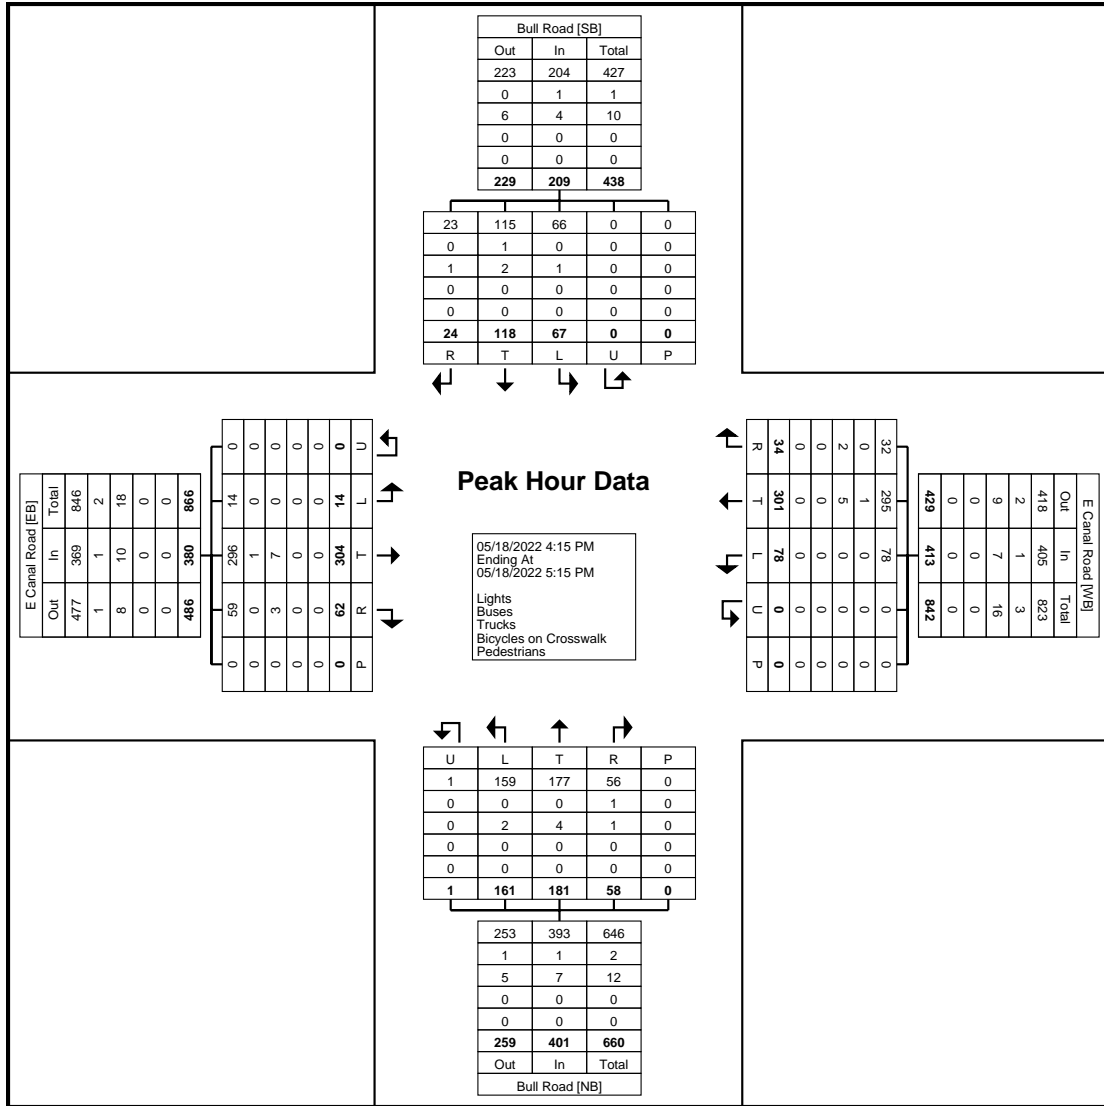 Bull Road [SB]
Out In Total
223 204 427
0 1 1
6 4 10
0 0 0
0 0 0
229 209 438
23 115 66 0 0
0 1 0 0 0
1 2 1 0 0
0 0 0 0 0
0 0 0 0 0
24 118 67 0 0
R T L U P
E Canal Road [EB]
Total In Out
846 369 477
2 1 1
18 10 8
0 0 0
0 0 0
866 380 486
0 14 296 59 0
0 0 1 0 0
0 0 7 3 0
0 0 0 0 0
0 0 0 0 0
0 14 304 62 0
U L T R P
Peak Hour Data
05/18/2022 4:15 PM
Ending At
05/18/2022 5:15 PM
Lights
Buses
Trucks
Bicycles on Crosswalk
Pedestrians
E Canal Road [WB]
Out In Total
418 405 823
2 1 3
9 7 16
0 0 0
0 0 0
429 413 842
32 295 78 0 0
0 1 0 0 0
2 5 0 0 0
0 0 0 0 0
0 0 0 0 0
34 301 78 0 0
R T L U P
U L T R P
1 159 177 56 0
0 0 0 1 0
0 2 4 1 0
0 0 0 0 0
0 0 0 0 0
1 161 181 58 0
253 393 646
1 1 2
5 7 12
0 0 0
0 0 0
259 401 660
Out In Total
Bull Road [NB]